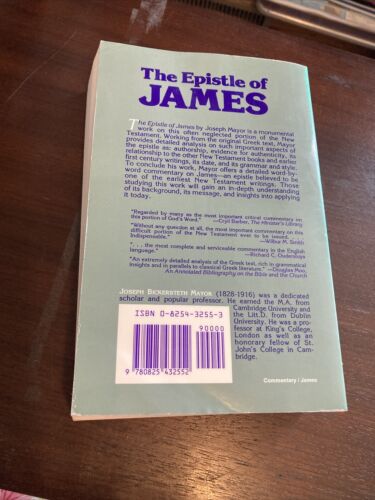 The Epistle of
JAMES
The Epistle of James by Joseph Mayor is a monumental
work on this often neglected portion of the New
Testament. Working from the original Greek text, Mayor
provides detailed analysis on such important aspects of
the epistle as: authorship, evidence for authenticity, its
relationship to the other New Testament books and earlier
first century writings, its date, and its grammar and style.
To conclude his work, Mayor offers a detailed word-by-
word commentary on James—an epistle believed to be
one of the earliest New Testament writings. Those
studying this work will gain an in-depth understanding
of its background, its message, and insights into applying
it today.
"Regarded by many as the most important critical commentary on
this portion of God's Word." —Cyril Barber, The Minister's Library
"Without any question at all, the most important commentary on this
difficult portion of the New Testament ever to be issued. . . .
Indispensable." —Wilbur M. Smith
". . . the most complete and serviceable commentary in the English
language." —Richard C. Oudersluys
"An extremely detailed analysis of the Greek text, rich in grammatical
insights and in parallels to classical Greek literature." —Douglas Moo,
An Annotated Bibliography on the Bible and the Church
JOSEPH BICKERSTETH MAYOR (1828-1916) was a dedicated
scholar and popular professor. He earned the M.A. from
Cambridge University and
the Litt.D. from Dublin
University. He was a pro-
fessor at King's College,
London as well as an
honorary fellow of St.
John's College in Cam-
bridge.
ISBN 0-8254-3255-3
90000
9 780825 432552
Commentary / James